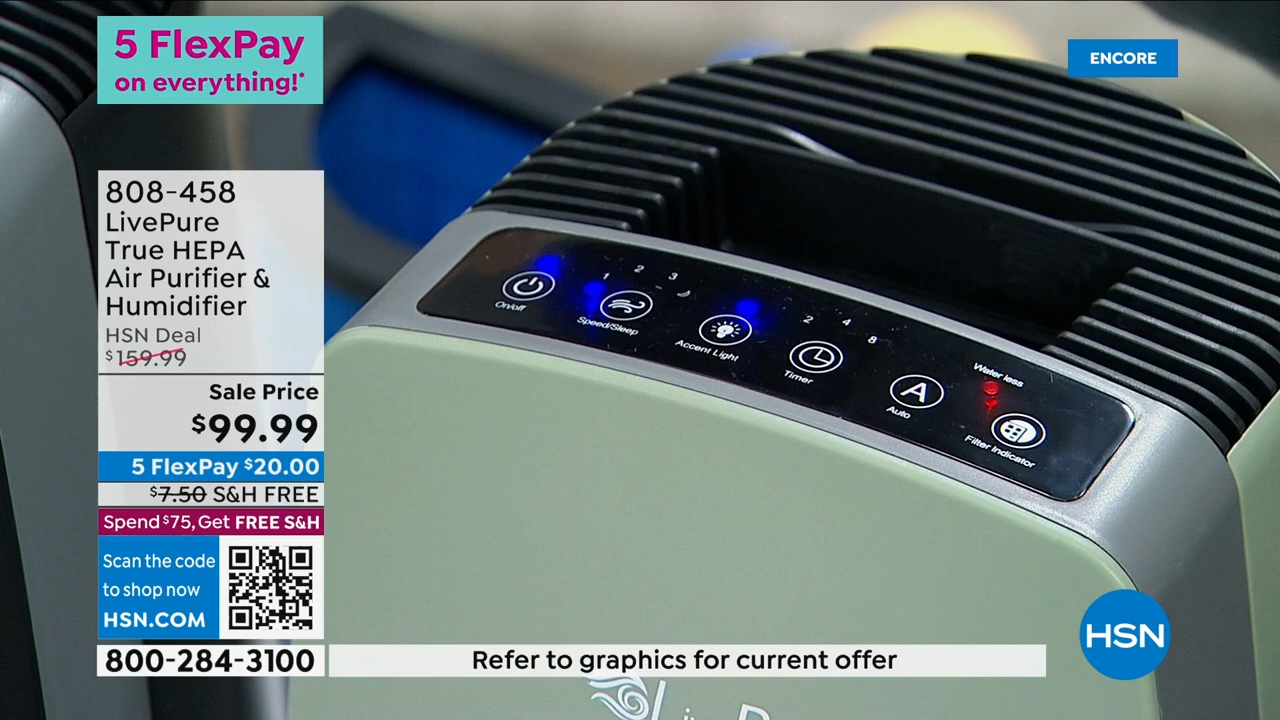 5 FlexPay
on everything!*
ENCORE
808-458
LivePure
True HEPA
Air Purifier &
Humidifier
HSN Deal
$159.99
Sale Price
$99.99
5 FlexPay $20.00
$7.50 S&H FREE
Spend $75, Get FREE S&H
Scan the code
to shop now
HSN.COM
800-284-3100
Refer to graphics for current offer
HSN
1 2 3
On/off
Speed/Sleep
Accent Light
2 4 8
Timer
A
Auto
Water less
Filter Indicator